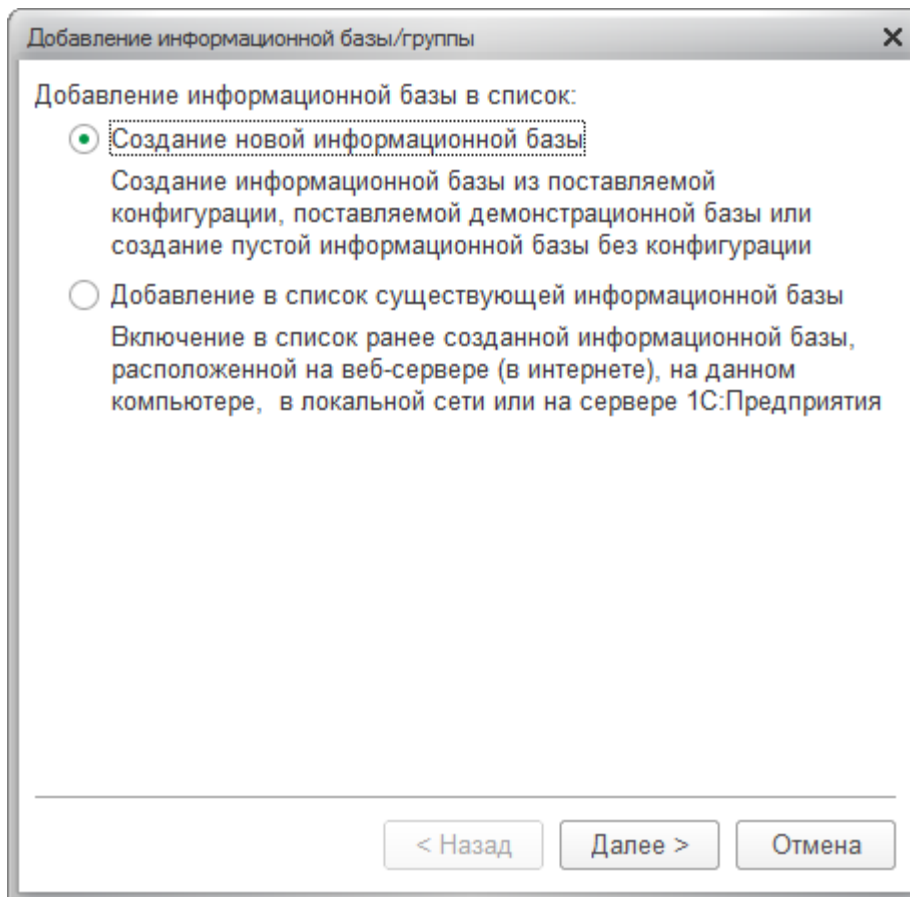 Добавление информационной базы/группы
Добавление информационной базы в список:
Создание новой информационной базы
Создание информационной базы из поставляемой
конфигурации, поставляемой демонстрационной базы или
создание пустой информационной базы без конфигурации
Добавление в список существующей информационной базы
Включение в список ранее созданной информационной базы,
расположенной на веб-сервере (в интернете), на данном
компьютере,  в локальной сети или на сервере 1С:Предприятия
< Назад
Далее >
Отмена